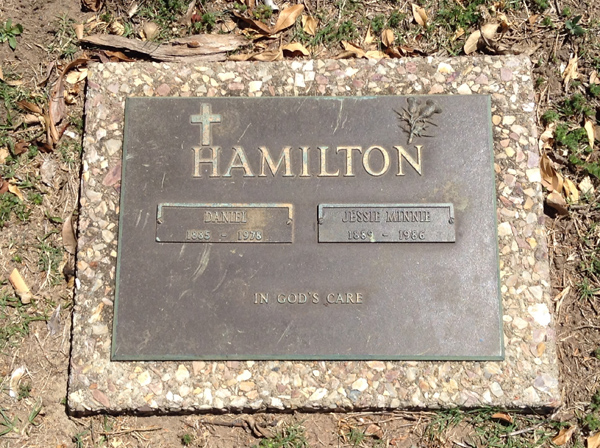 HAMILTON
DANIEL
1885 – 1978
JESSIE MINNIE
1889 – 1986
IN GOD'S CARE